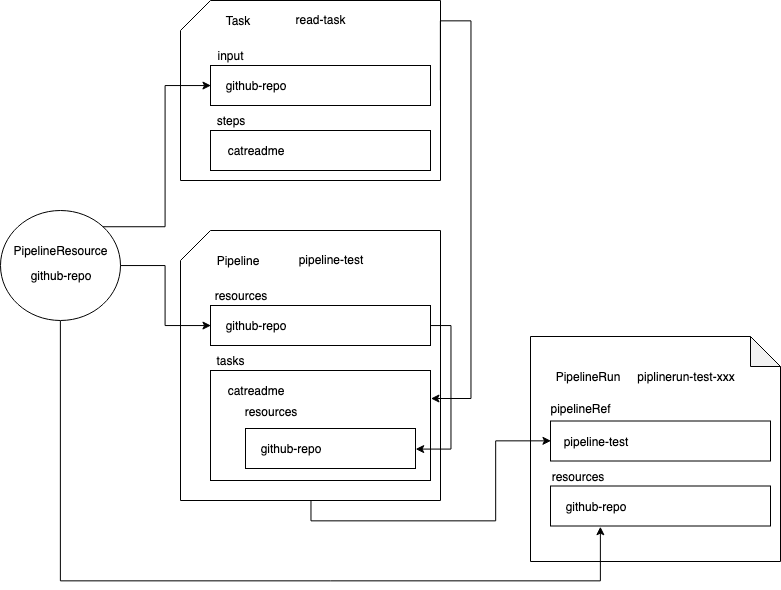 Task read-task
input
github-repo
steps
catreadme
PipelineResource
github-repo
Pipeline pipeline-test
resources
github-repo
tasks
catreadme
resources
github-repo
PipelineRun piplinerun-test-xxx
pipelineRef
pipeline-test
resources
github-repo